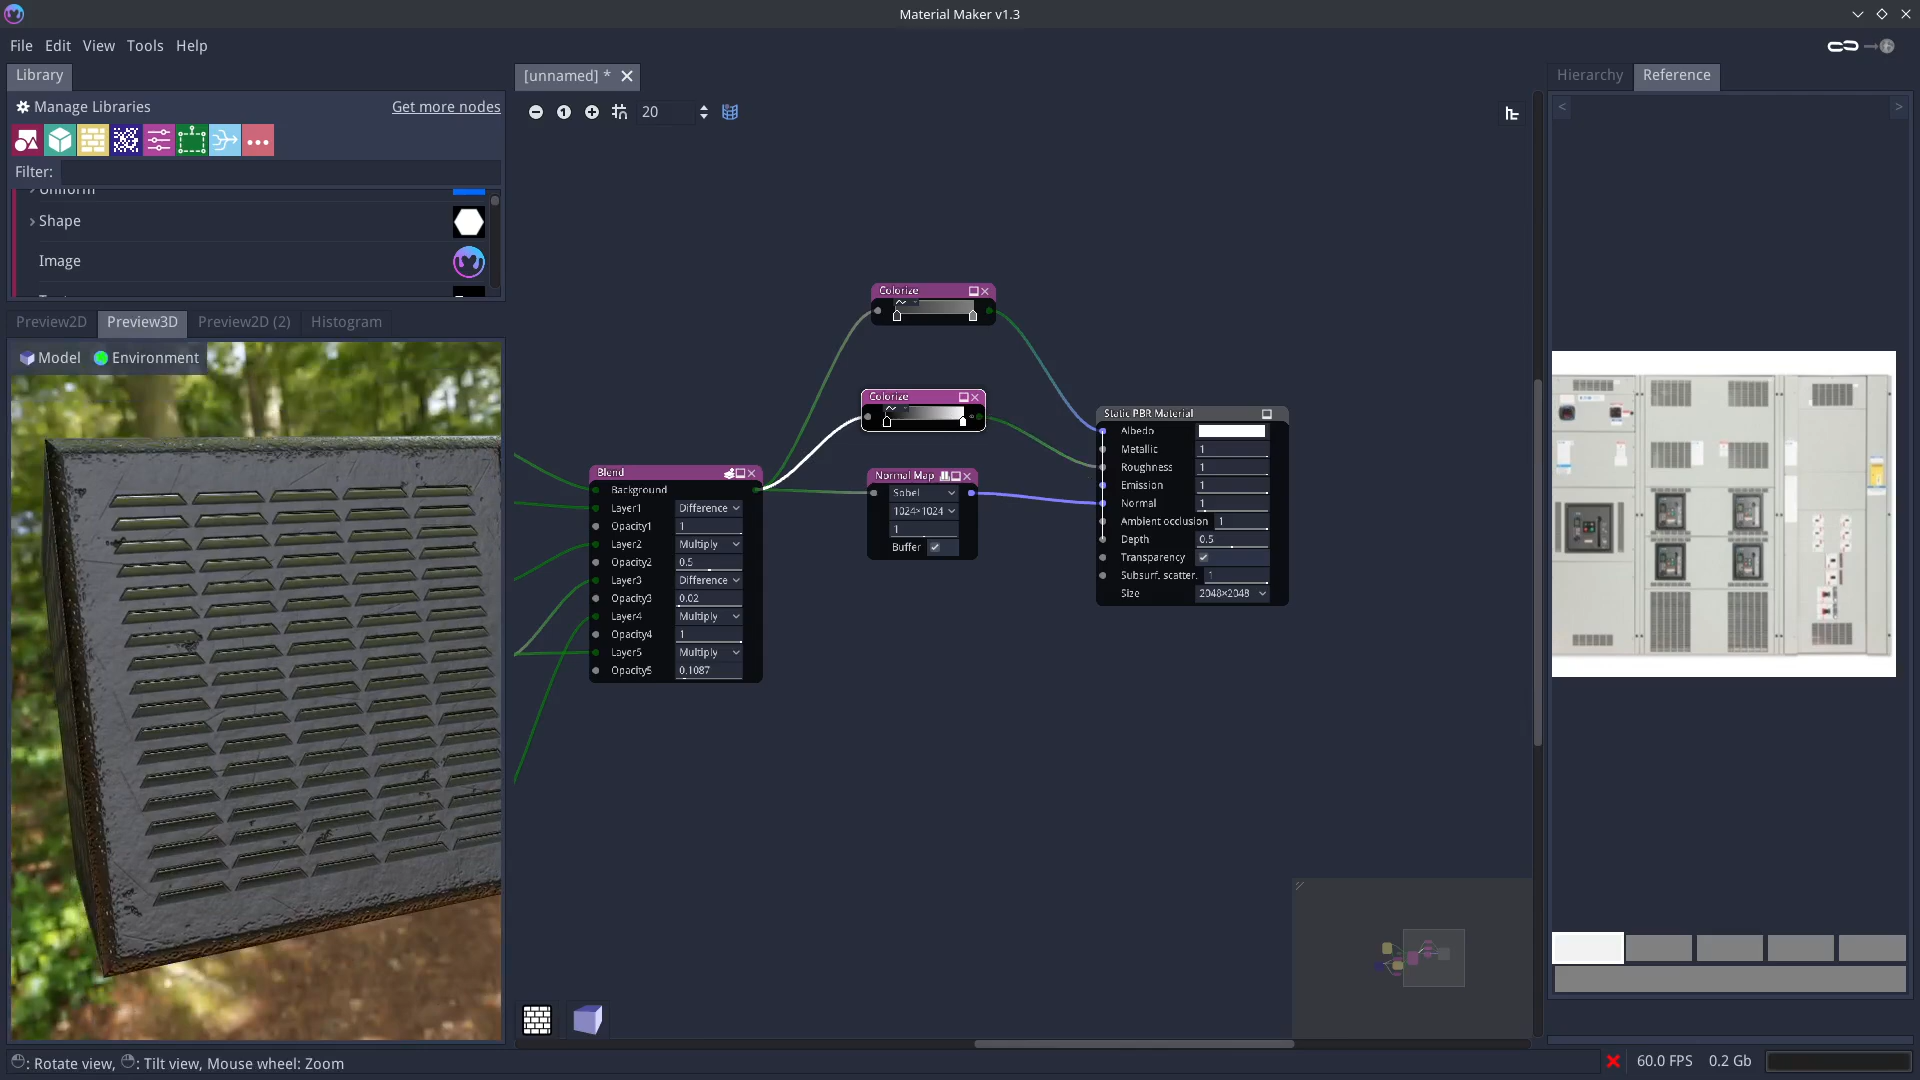 Material Maker v1.3
File Edit View Tools Help
Library
Manage Libraries
Get more nodes
Filter:
Uniform
Shape
Image
Preview2D
Preview3D
Preview2D (2)
Histogram
Model
Environment
[unnamed] *
1
20
Colorize
Colorize
Blend
Background
Layer1 Difference
Opacity1 1
Layer2 Multiply
Opacity2 0.5
Layer3 Difference
Opacity3 0.02
Layer4 Multiply
Opacity4 1
Layer5 Multiply
Opacity5 0.1087
Normal Map
Sobel
1024×1024
1
Buffer
Static PBR Material
Albedo
Metallic 1
Roughness 1
Emission 1
Normal 1
Ambient occlusion 1
Depth 0.5
Transparency
Subsurf. scatter. 1
Size 2048×2048
Hierarchy
Reference
<
>
: Rotate view, : Tilt view, Mouse wheel: Zoom
60.0 FPS
0.2 Gb